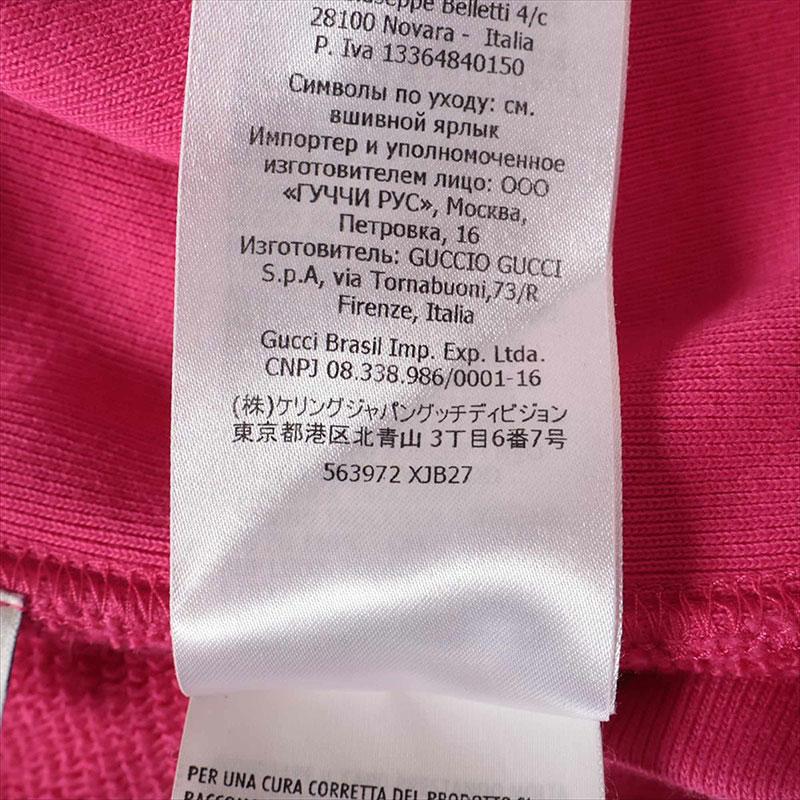 Belletti 4/c
28100 Novara - Italia
P. Iva 13364840150
Символы по уходу: см.
вшивной ярлык
Импортер и уполномоченное
изготовителем лицо: ООО
«ГУЧЧИ РУС», Москва,
Петровка, 16
Изготовитель: GUCCIO GUCCI
S.p.A, via Tornabuoni,73/R
Firenze, Italia
Gucci Brasil Imp. Exp. Ltda.
CNPJ 08.338.986/0001-16
(株)ケリングジャパングッチディビジョン
東京都港区北青山 3丁目6番7号
563972 XJB27
PER UNA CURA CORRETTA DEL PRODOTTO